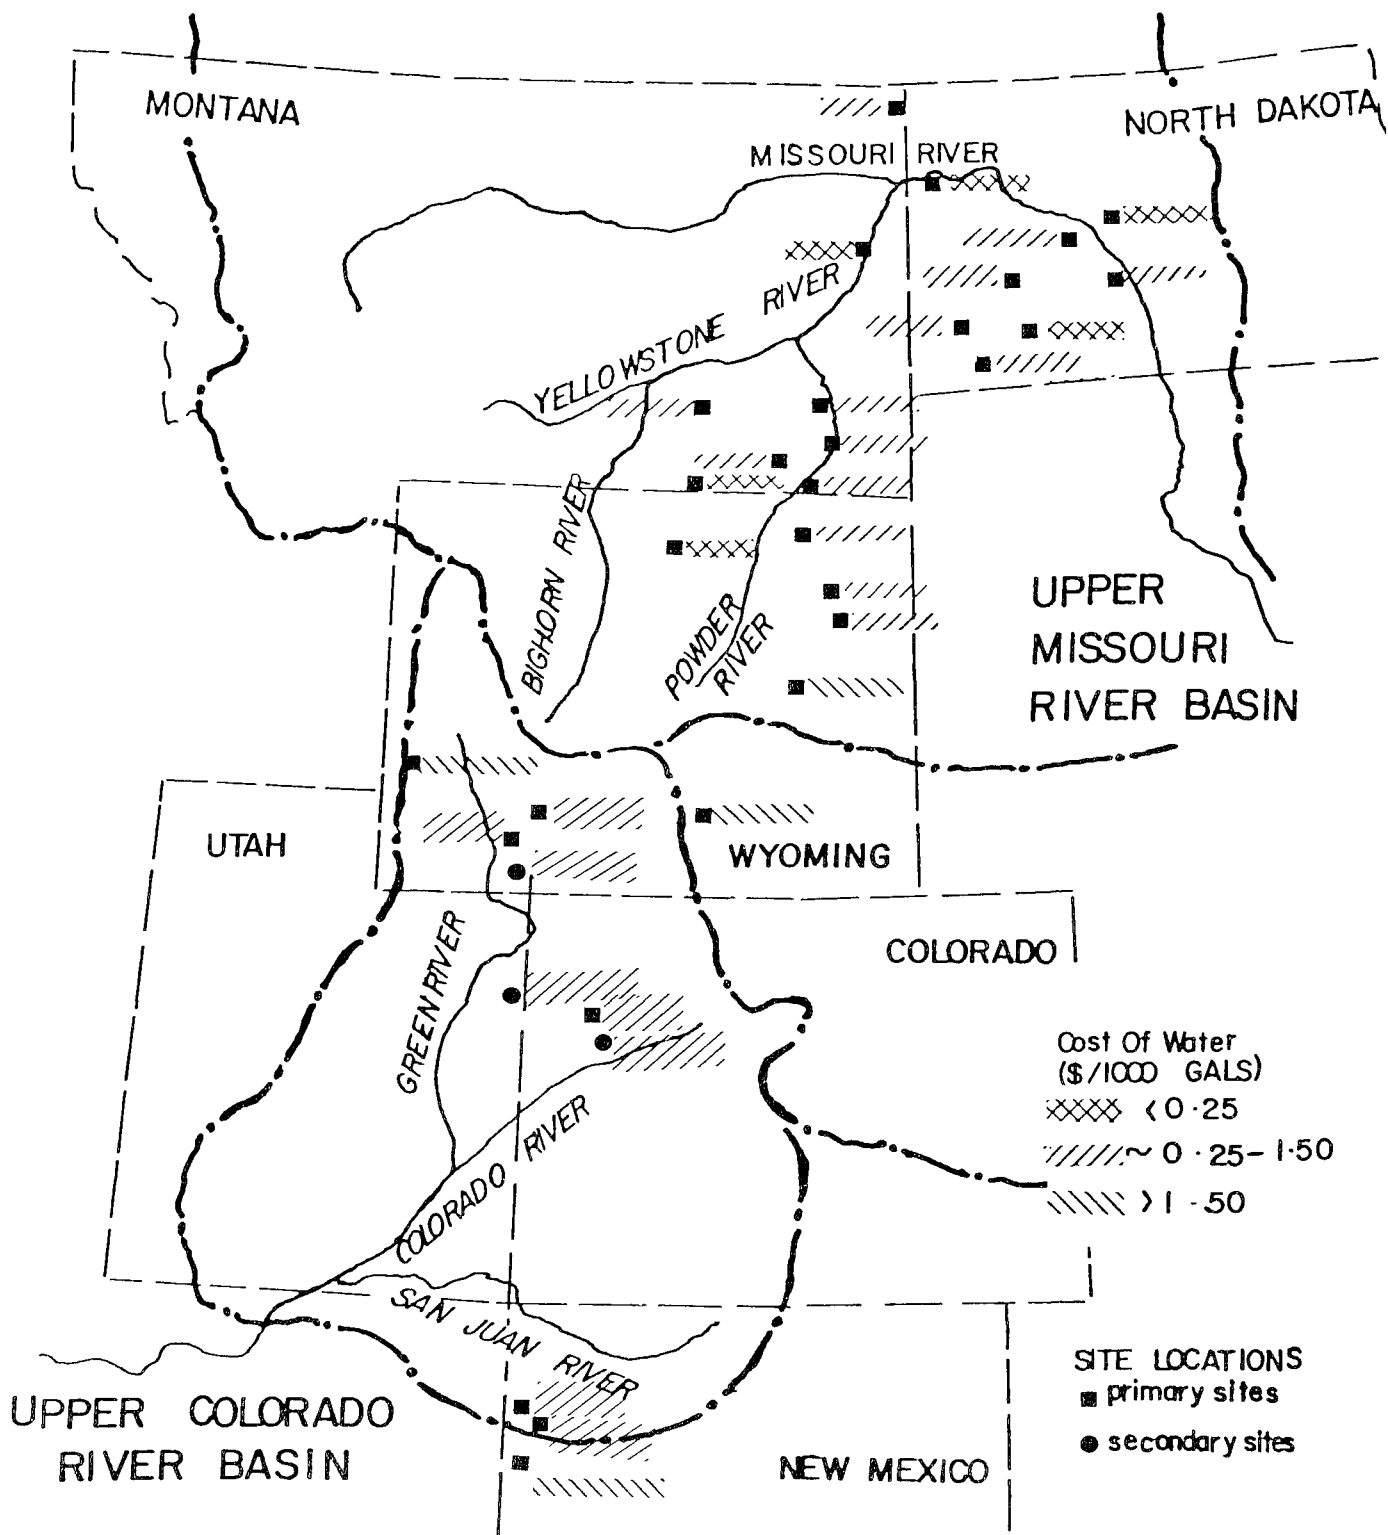 MONTANA
NORTH DAKOTA
MISSOURI RIVER
YELLOWSTONE RIVER
BIGHORN RIVER
POWDER
RIVER
UPPER
MISSOURI
RIVER BASIN
UTAH
WYOMING
COLORADO
GREEN RIVER
COLORADO RIVER
Cost Of Water
($/1000 GALS)
<0.25
~0.25-1.50
>1.50
SAN JUAN RIVER
SITE LOCATIONS
primary sites
secondary sites
UPPER COLORADO
RIVER BASIN
NEW MEXICO